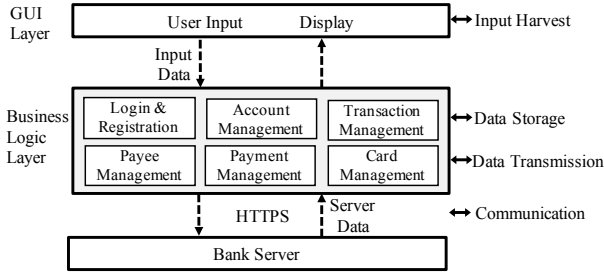 GUI
Layer
User Input
Display
Input Harvest
Input
Data
Business
Logic
Layer
Login &
Registration
Account
Management
Transaction
Management
Payee
Management
Payment
Management
Card
Management
Data Storage
Data Transmission
HTTPS
Server
Data
Communication
Bank Server